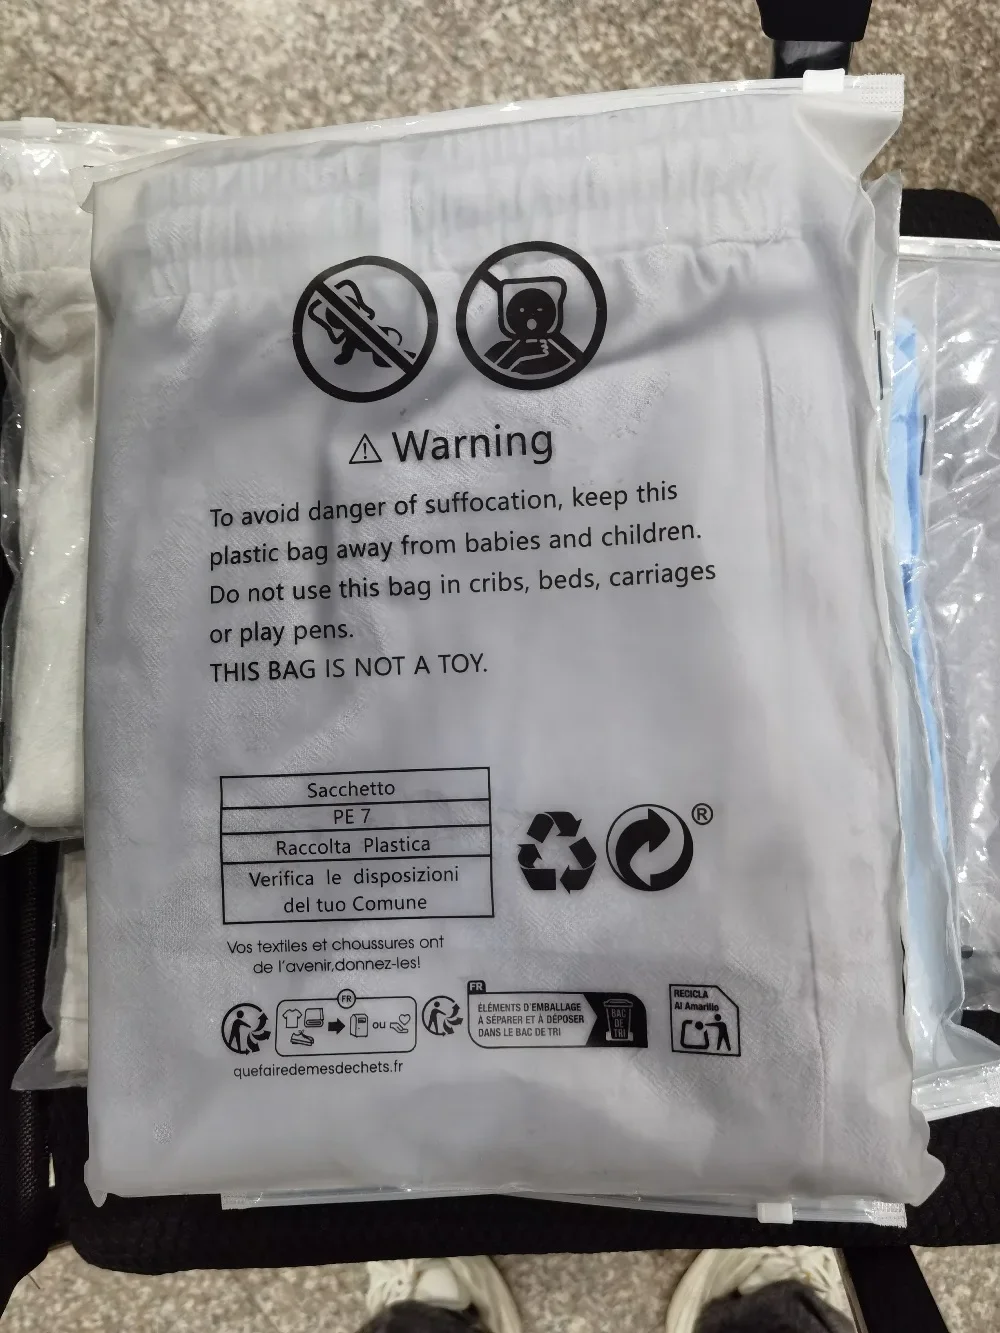 Warning
To avoid danger of suffocation, keep this
plastic bag away from babies and children.
Do not use this bag in cribs, beds, carriages
or play pens.
THIS BAG IS NOT A TOY.
Sacchetto
PE 7
Raccolta Plastica
Verifica le disposizioni
del tuo Comune
®
Vos textiles et choussures ont
de l'avenir,donnez-les!
FR
ou
quefairedemesdechets.fr
FR
ÉLÉMENTS D'EMBALLAGE
À SÉPARER ET À DÉPOSER
DANS LE BAC DE TRI
BAC
DE
TRI
RECICLA
Al Amarillo